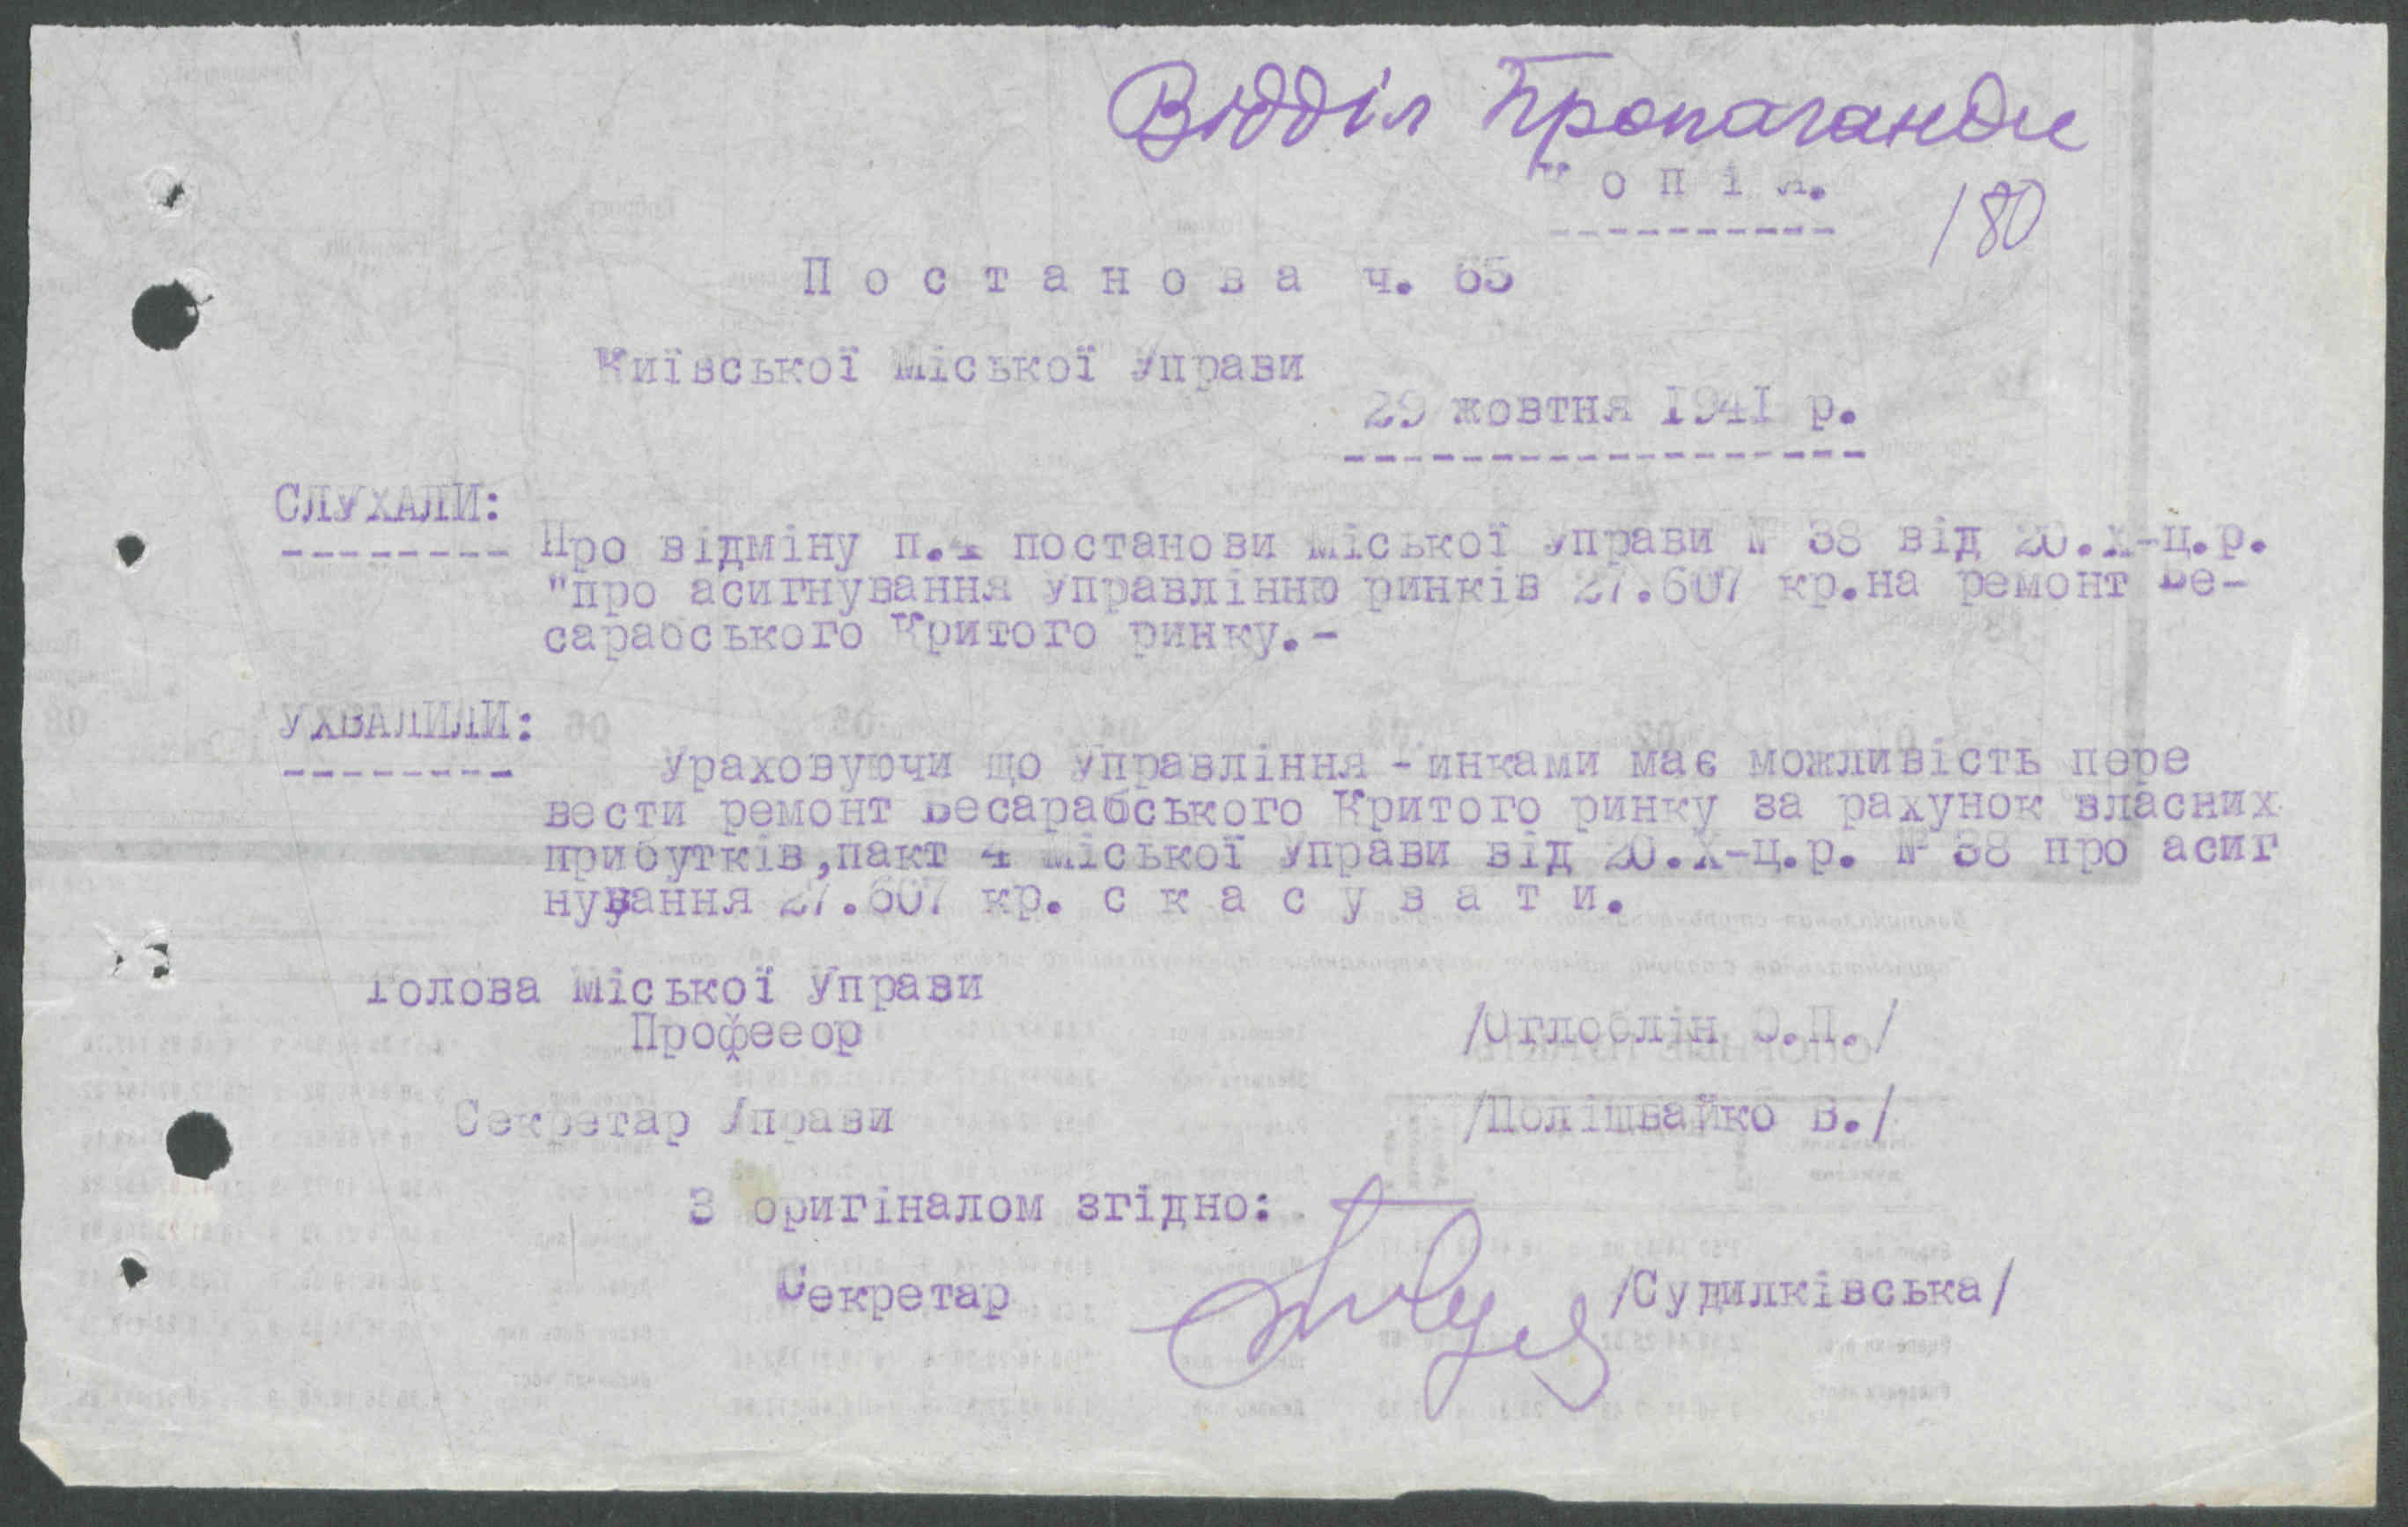 Відділ Пропаганди
К о п і я.
180
П о с т а н о в а ч. 65
Київської Міської Управи
29 жовтня 1941 р.
СЛУХАЛИ:
Про відміну п.4 постанови Міської Управи № 38 від 20.X-ц.р.
"про асигнування Управлінню ринків 27.607 кр.на ремонт Бе-
сарабського Критого ринку.-
УХВАЛИЛИ:
Ураховуючи що Управління -инками має можливість пере
вести ремонт Бесарабського Критого ринку за рахунок власних
прибутків,пакт 4 Міської Управи від 20.X-ц.р. № 38 про асиг
нування 27.607 кр. с к а с у в а т и.
Голова Міської Управи
Професор /Оглоблін О.П./
Секретар Управи /Полішвайко В./
З оригіналом згідно:
Секретар /Судилківська/